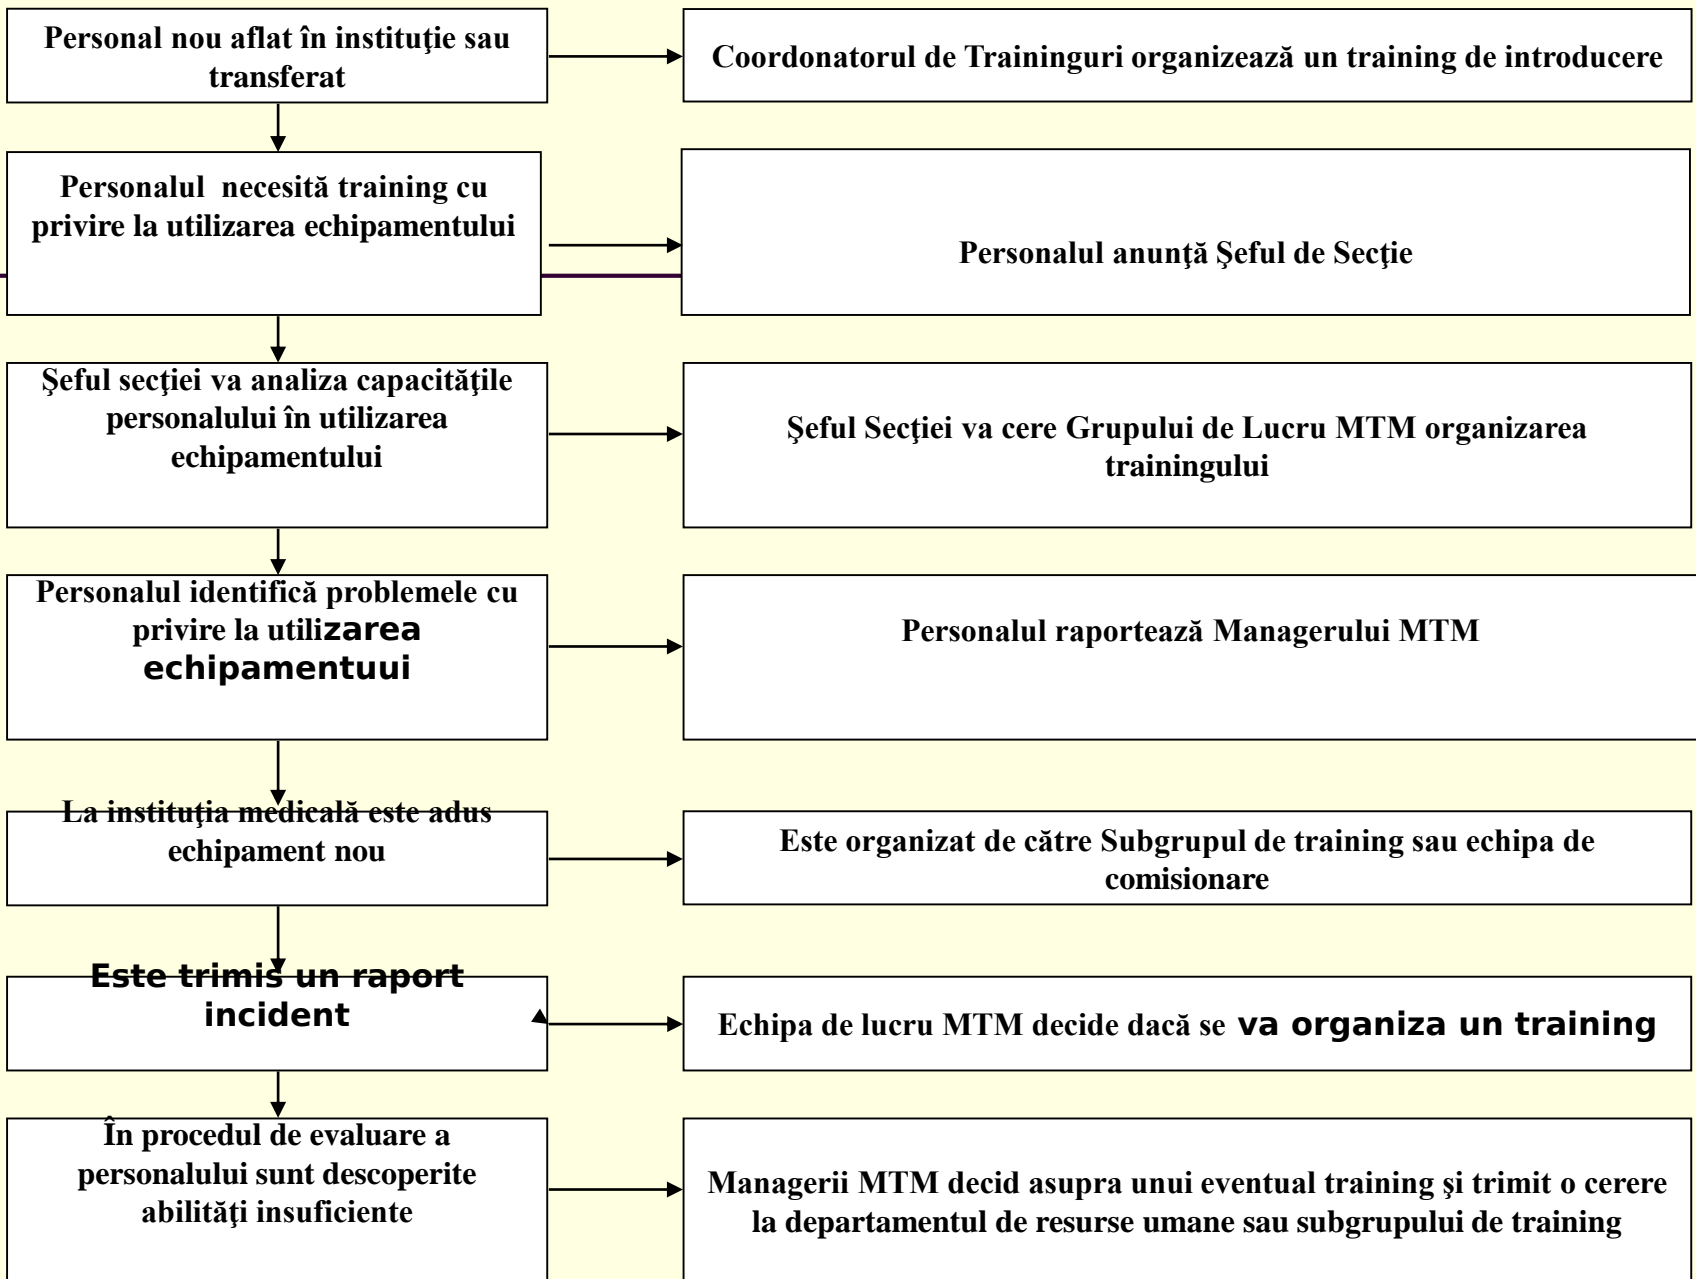 Personal nou aflat în instituţie sau
transferat
Coordonatorul de Traininguri organizează un training de introducere
Personalul necesită training cu
privire la utilizarea echipamentului
Personalul anunţă Şeful de Secţie
Şeful secţiei va analiza capacităţile
personalului în utilizarea
echipamentului
Şeful Secţiei va cere Grupului de Lucru MTM organizarea
trainingului
Personalul identifică problemele cu
privire la utilizarea
echipamentuui
Personalul raportează Managerului MTM
La instituţia medicală este adus
echipament nou
Este organizat de către Subgrupul de training sau echipa de
comisionare
Este trimis un raport
incident
Echipa de lucru MTM decide dacă se va organiza un training
În procedul de evaluare a
personalului sunt descoperite
abilităţi insuficiente
Managerii MTM decid asupra unui eventual training şi trimit o cerere
la departamentul de resurse umane sau subgrupului de training